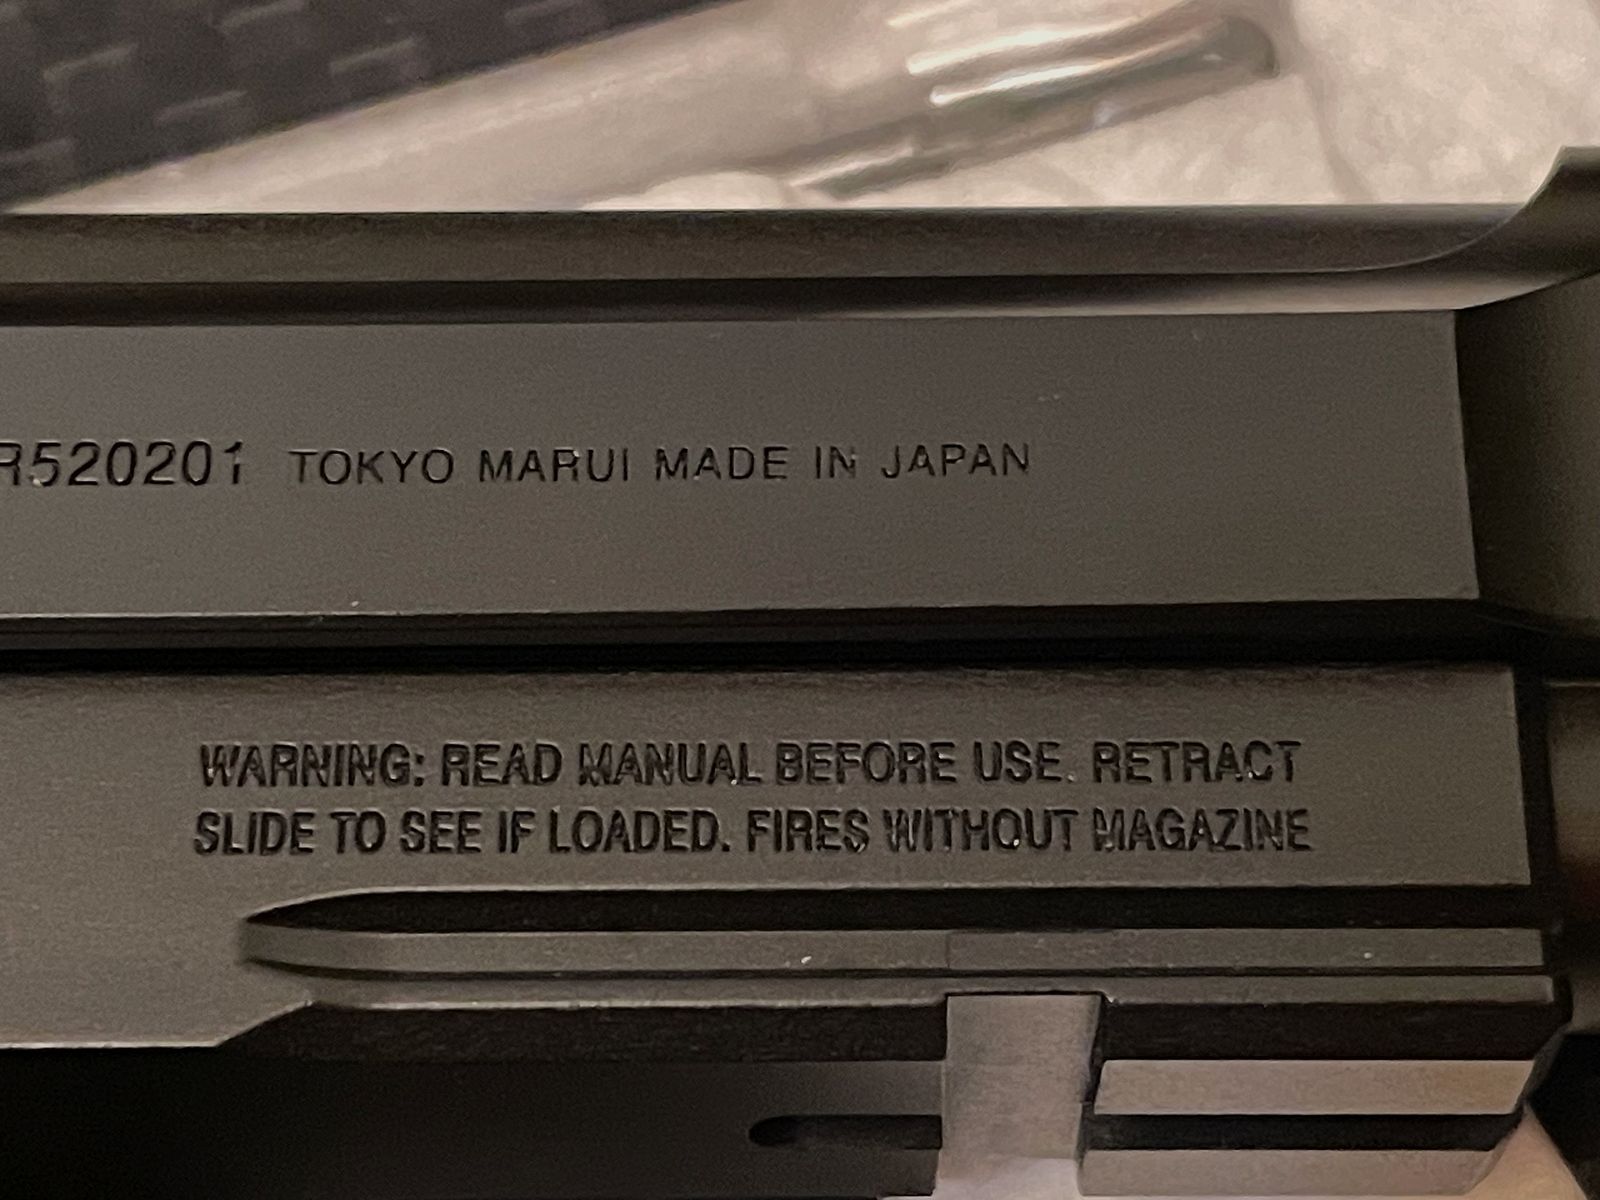 R520201 TOKYO MARUI MADE IN JAPAN
WARNING: READ MANUAL BEFORE USE. RETRACT
SLIDE TO SEE IF LOADED. FIRES WITHOUT MAGAZINE